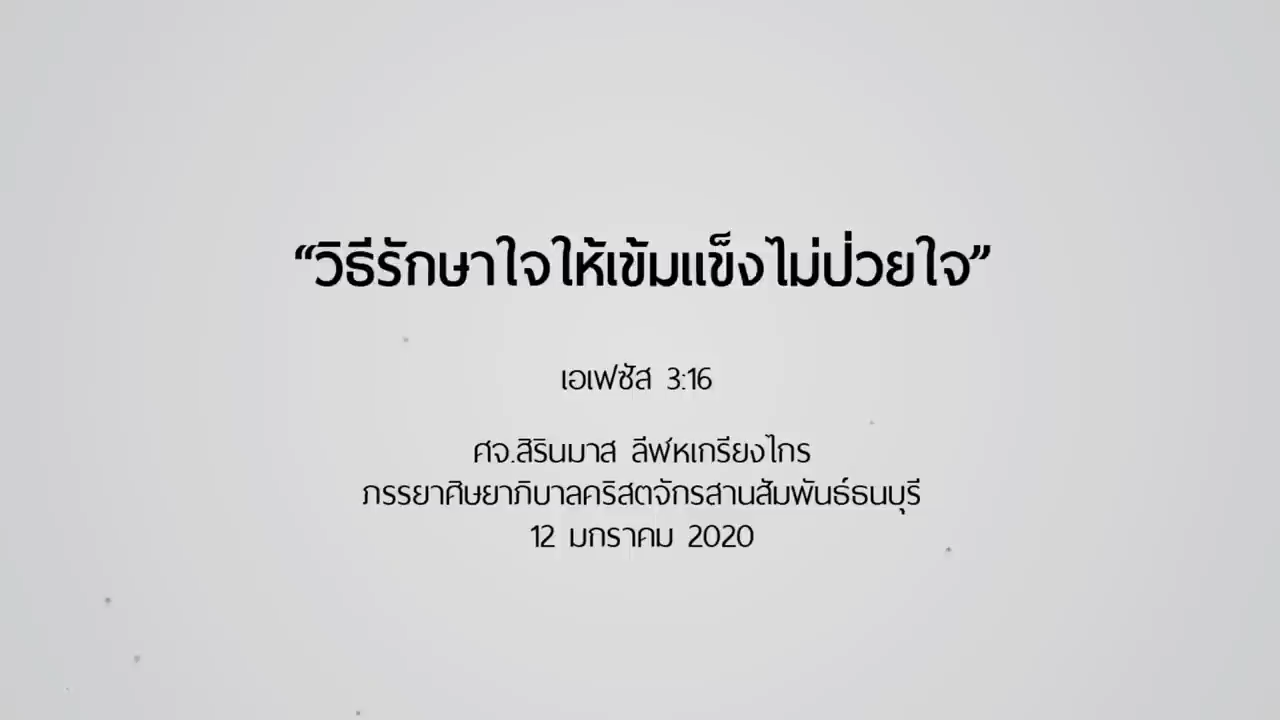 “วิธีรักษาใจให้เข้มแข็งไม่ป่วยใจ”
เอเฟซัส 3:16
ศจ.สิรินมาส ลีฬหเกรียงไกร
ภรรยาศิษยาภิบาลคริสตจักรสานสัมพันธ์ธนบุรี
12 มกราคม 2020